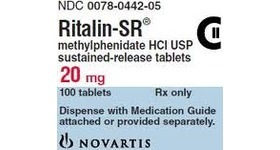 NDC 0078-0442-05
Ritalin-SR®
CII
methylphenidate HCl USP
sustained-release tablets
20 mg
100 tablets Rx only
Dispense with Medication Guide
attached or provided separately.
NOVARTIS